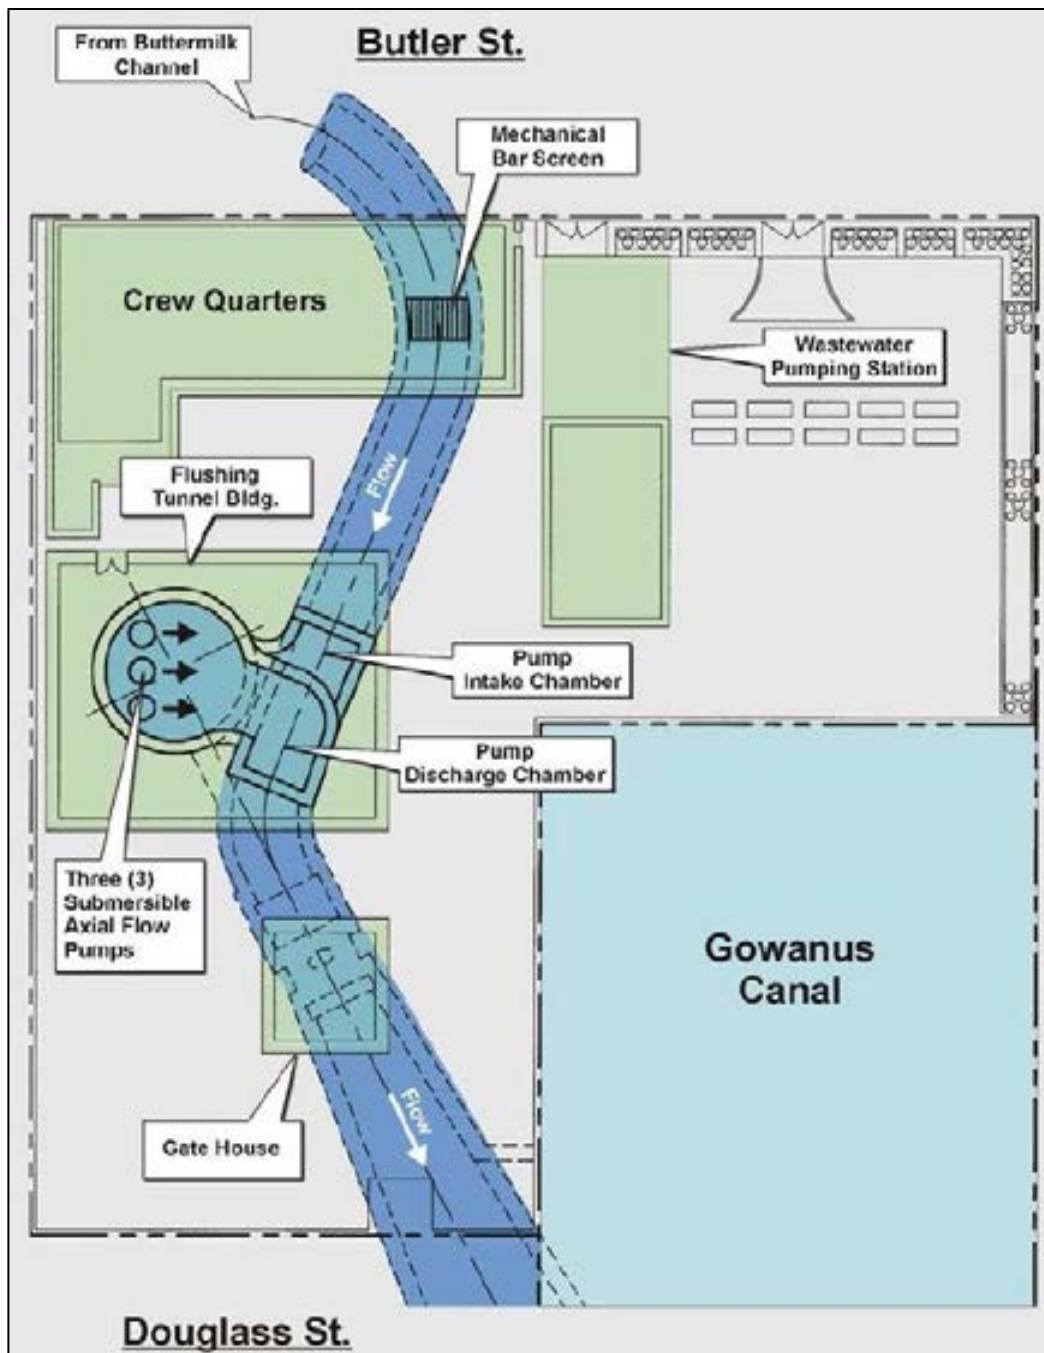 From Buttermilk
Channel
Butler St.
Mechanical
Bar Screen
Crew Quarters
Wastewater
Pumping Station
Flushing
Tunnel Bldg.
Flow
Pump
Intake Chamber
Pump
Discharge Chamber
Three (3)
Submersible
Axial Flow
Pumps
Gowanus
Canal
Flow
Gate House
Douglass St.